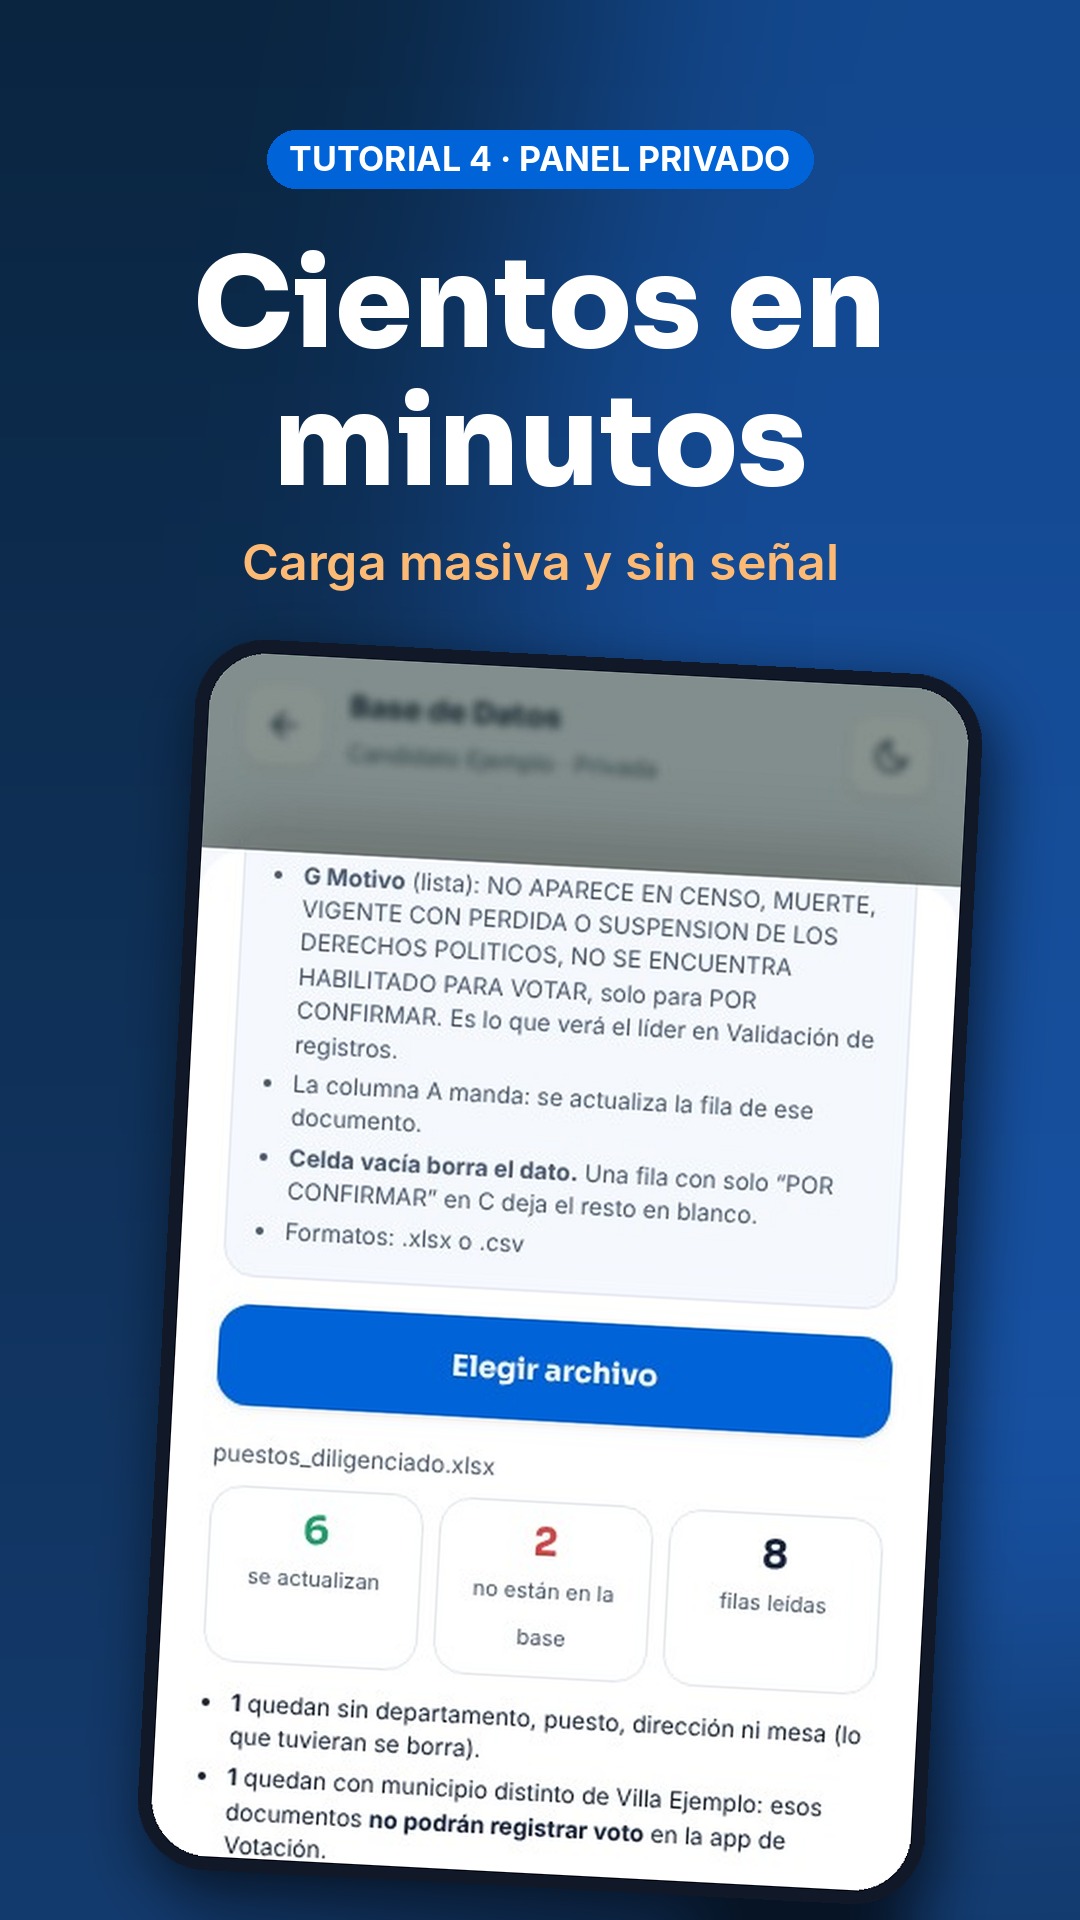 TUTORIAL 4 · PANEL PRIVADO
Cientos en
minutos
Carga masiva y sin señal
Base de Datos
Candidato Ejemplo · Privada
• G Motivo (lista): NO APARECE EN CENSO, MUERTE,
VIGENTE CON PERDIDA O SUSPENSION DE LOS
DERECHOS POLITICOS, NO SE ENCUENTRA
HABILITADO PARA VOTAR, solo para POR
CONFIRMAR. Es lo que verá el líder en Validación de
registros.
• La columna A manda: se actualiza la fila de ese
documento.
• Celda vacía borra el dato. Una fila con solo “POR
CONFIRMAR” en C deja el resto en blanco.
• Formatos: .xlsx o .csv
Elegir archivo
puestos_diligenciado.xlsx
6
se actualizan
2
no están en la
base
8
filas leídas
• 1 quedan sin departamento, puesto, dirección ni mesa (lo
que tuvieran se borra).
• 1 quedan con municipio distinto de Villa Ejemplo: esos
documentos no podrán registrar voto en la app de
Votación.